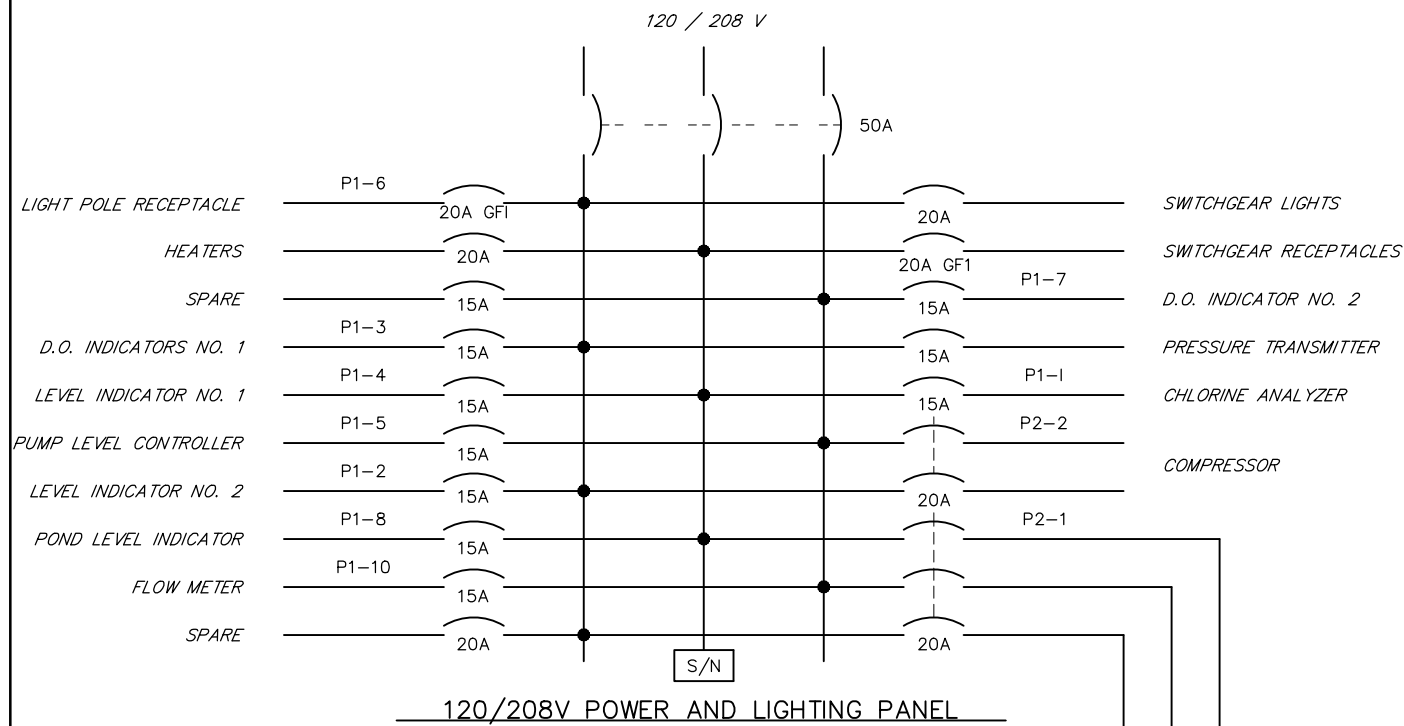 120 / 208 V
50A
LIGHT POLE RECEPTACLE P1-6 20A GFI 20A SWITCHGEAR LIGHTS
HEATERS 20A 20A GF1 SWITCHGEAR RECEPTACLES
SPARE 15A 15A P1-7 D.O. INDICATOR NO. 2
D.O. INDICATORS NO. 1 P1-3 15A 15A PRESSURE TRANSMITTER
LEVEL INDICATOR NO. 1 P1-4 15A 15A P1-I CHLORINE ANALYZER
PUMP LEVEL CONTROLLER P1-5 15A P2-2
COMPRESSOR
LEVEL INDICATOR NO. 2 P1-2 15A 20A
POND LEVEL INDICATOR P1-8 15A P2-1
FLOW METER P1-10 15A
SPARE 20A 20A
S/N
120/208V POWER AND LIGHTING PANEL